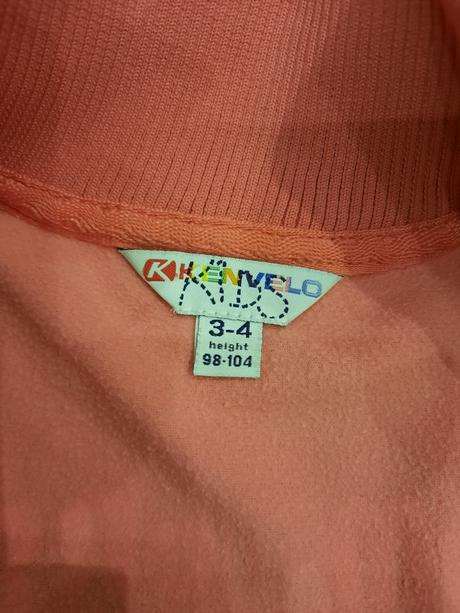 K KENVELO
KIDS
3-4
height
98-104